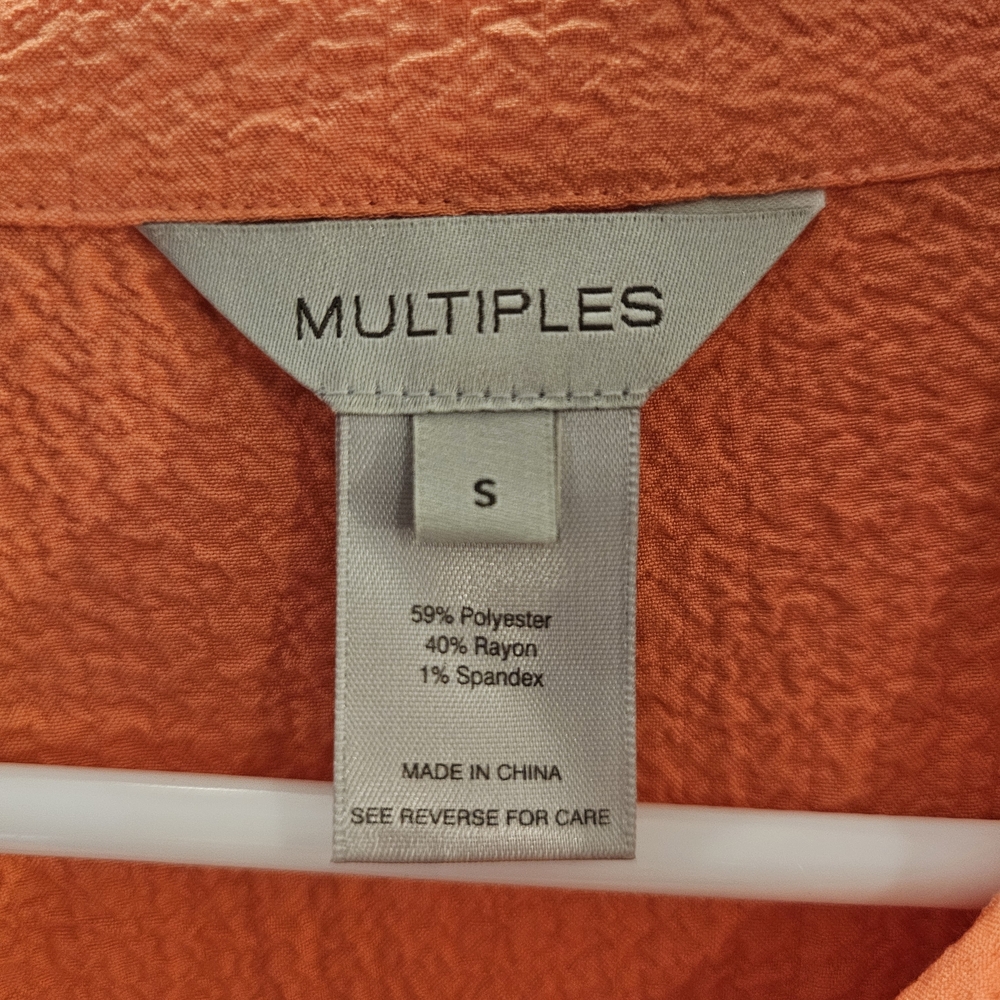 MULTIPLES
S
59% Polyester
40% Rayon
1% Spandex
MADE IN CHINA
SEE REVERSE FOR CARE